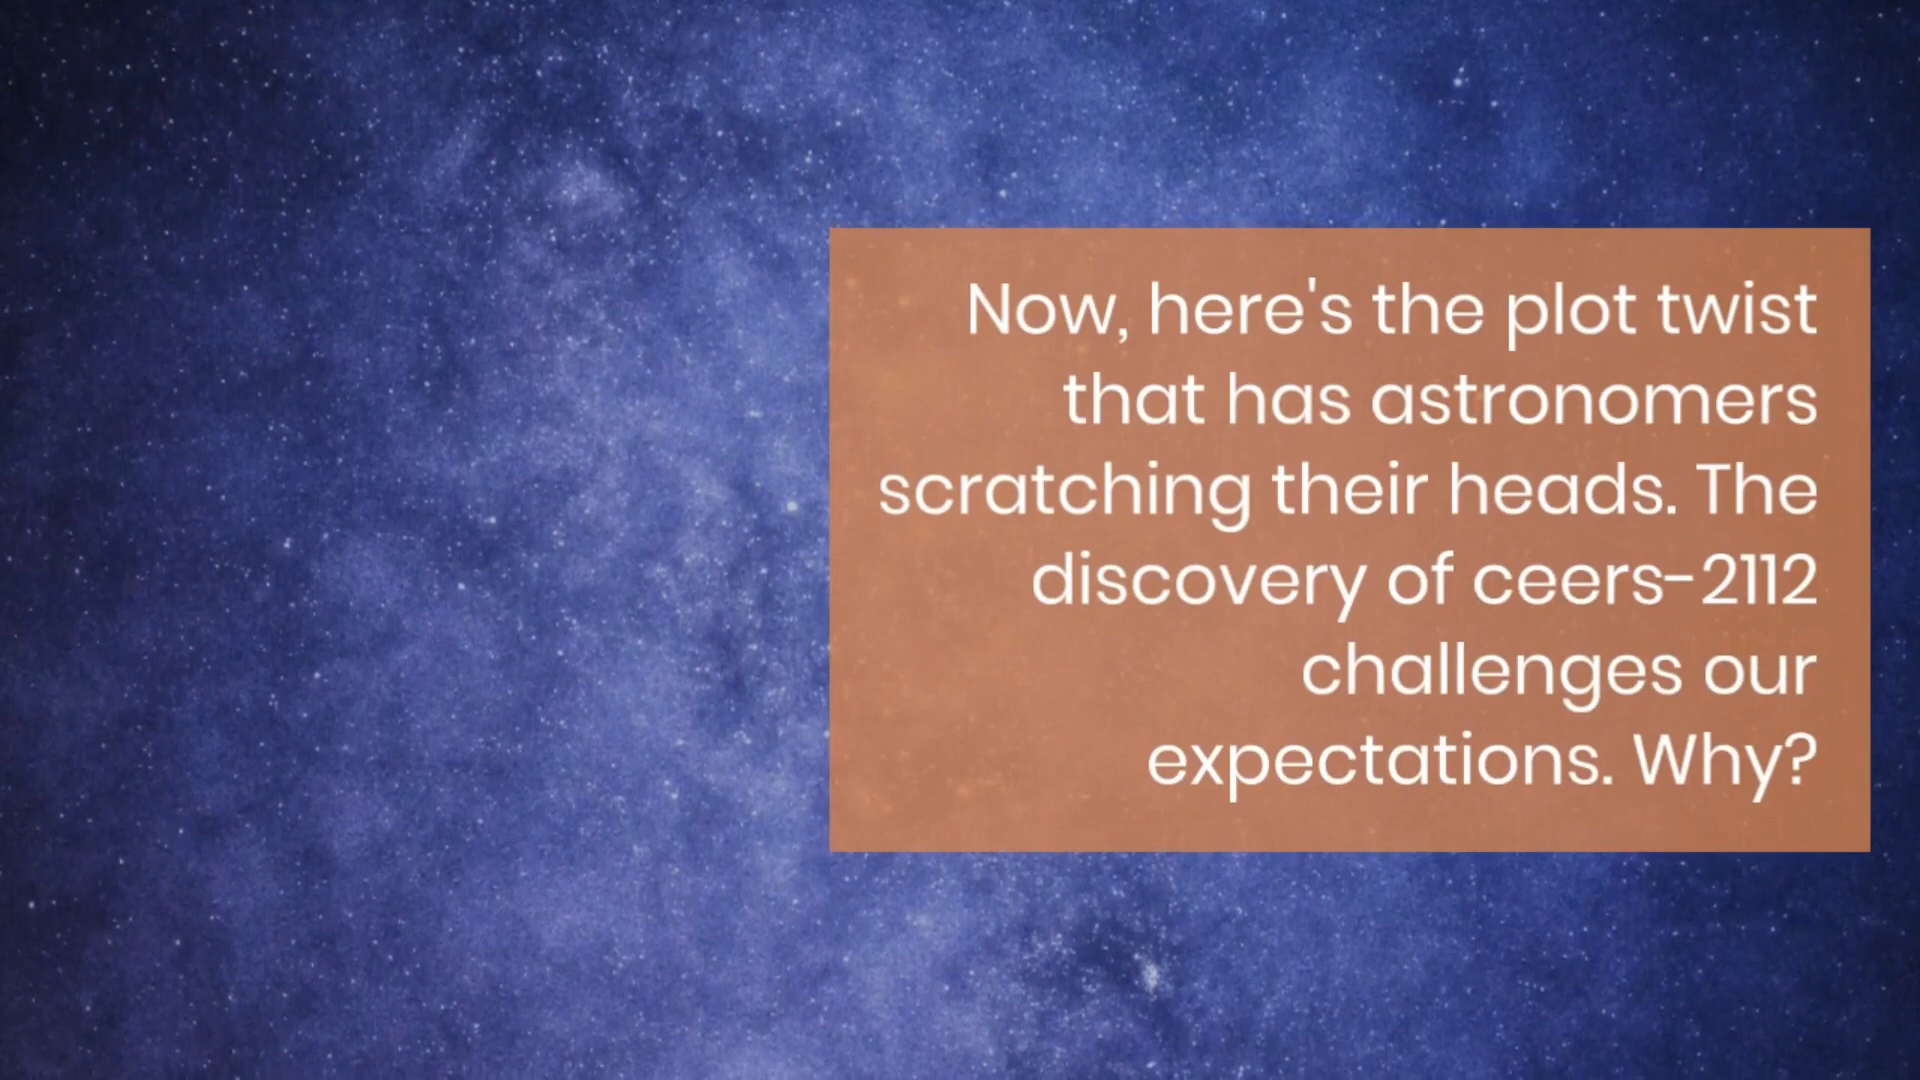 Now, here's the plot twist
that has astronomers
scratching their heads. The
discovery of ceers-2112
challenges our
expectations. Why?